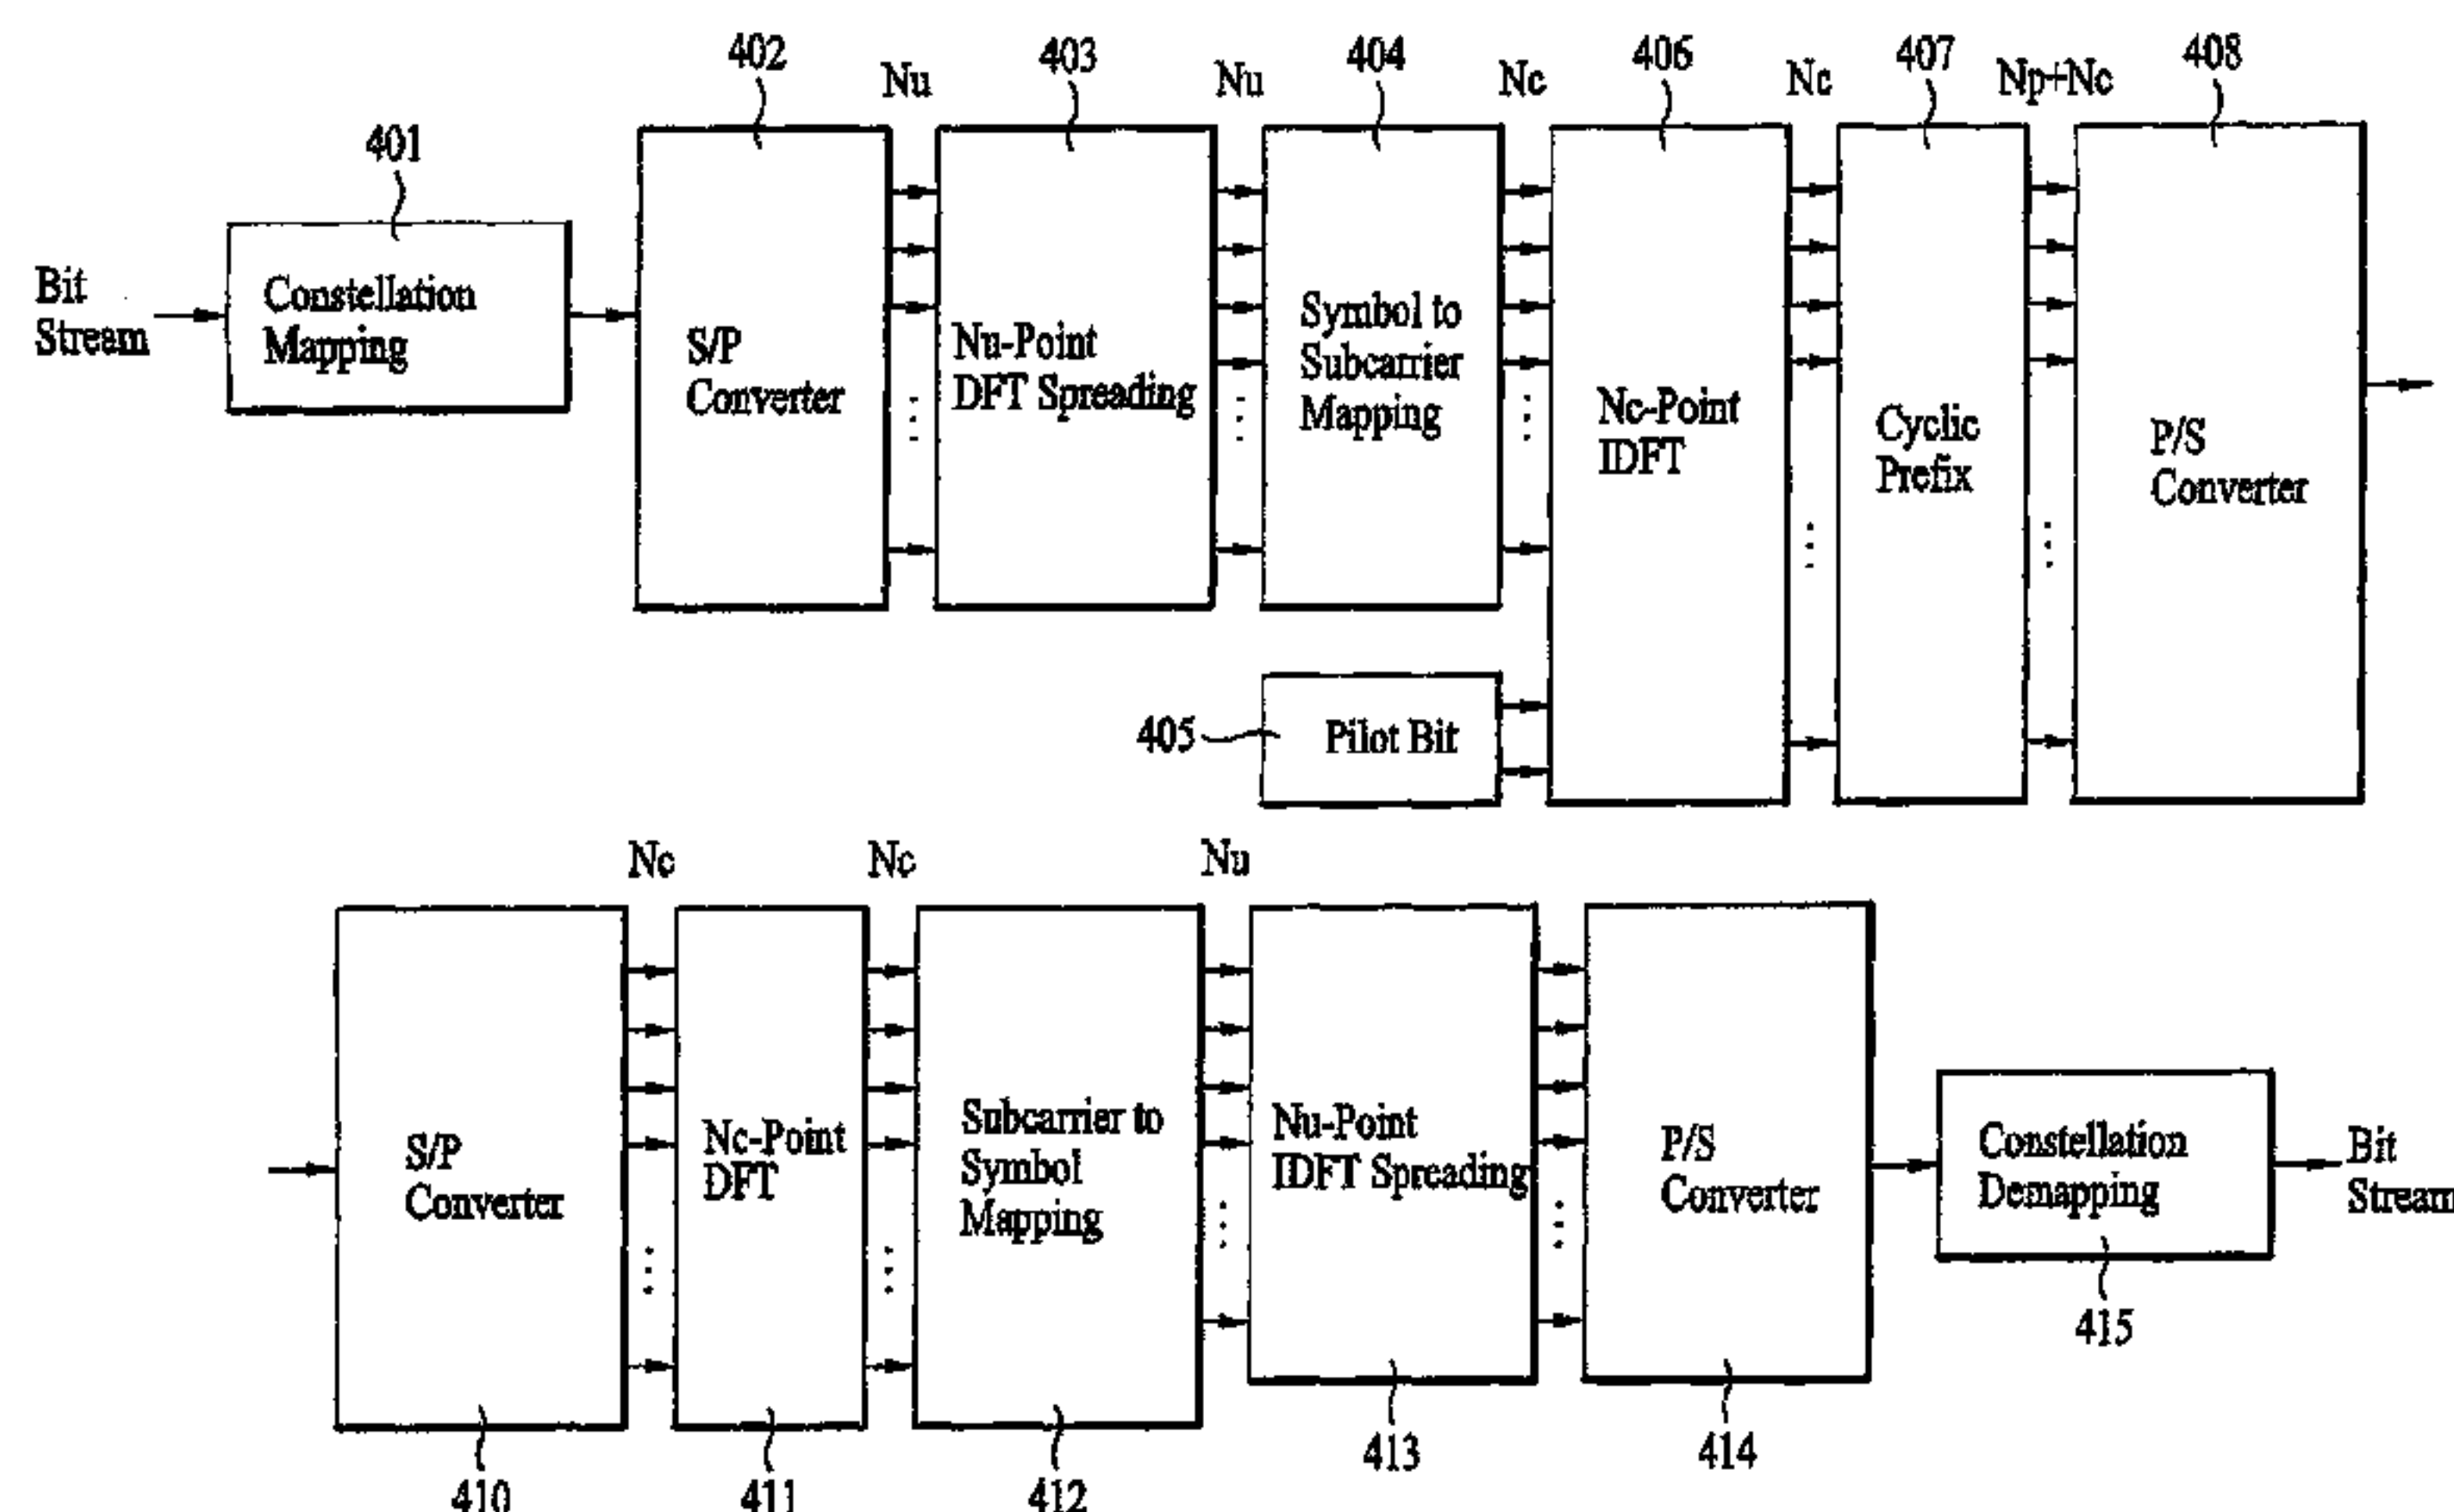 402
Nu
403
Nu
404
Nc
406
Nc
407
Np+Nc
408
401
Bit
Stream
Constellation
Mapping
S/P
Converter
Nu-Point
DFT Spreading
Symbol to
Subcarrier
Mapping
Nc-Point
IDFT
Cyclic
Prefix
P/S
Converter
405
Pilot Bit
Nc
Nc
Nu
S/P
Converter
Nc-Point
DFT
Subcarrier to
Symbol
Mapping
Nu-Point
IDFT Spreading
P/S
Converter
Constellation
Demapping
Bit
Stream
415
413
414
410
411
412